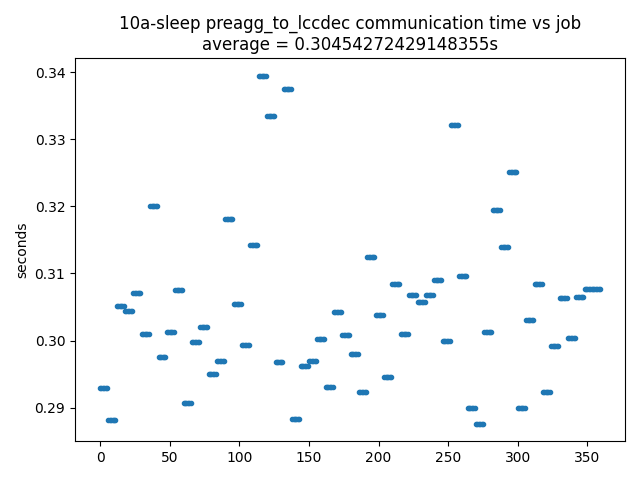 10a-sleep preagg_to_lccdec communication time vs job
average = 0.30454272429148355s
0.34
0.33
0.32
0.31
0.30
0.29
seconds
0 50 100 150 200 250 300 350